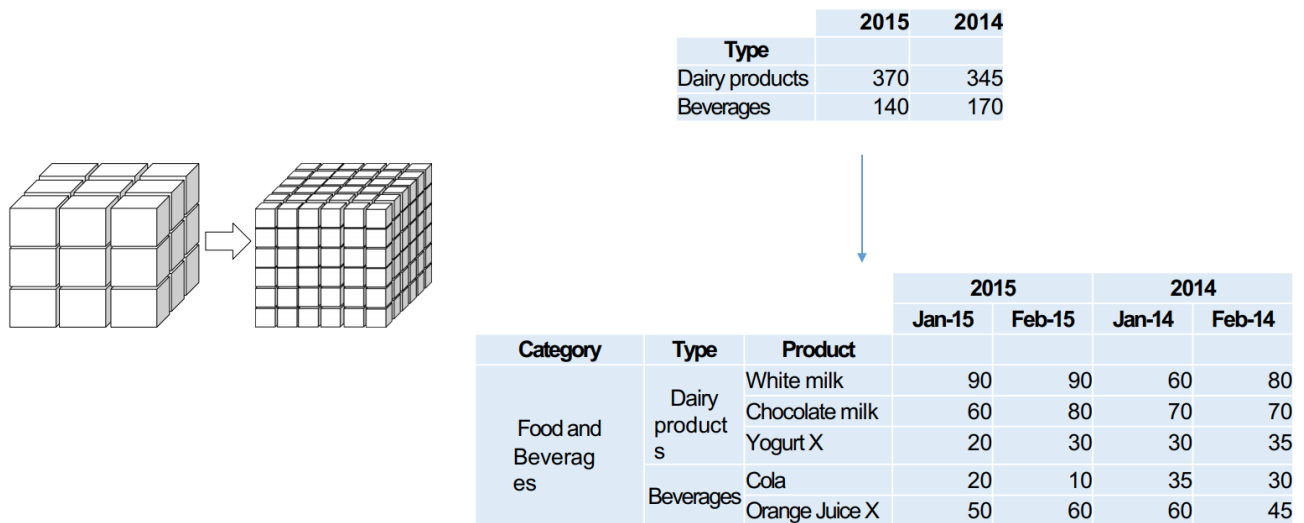 2015 2014
Type
Dairy products 370 345
Beverages 140 170
2015 2014
Jan-15 Feb-15 Jan-14 Feb-14
Category Type Product
Food and
Beverag
es
Dairy
product
s
White milk 90 90 60 80
Chocolate milk 60 80 70 70
Yogurt X 20 30 30 35
Beverages
Cola 20 10 35 30
Orange Juice X 50 60 60 45